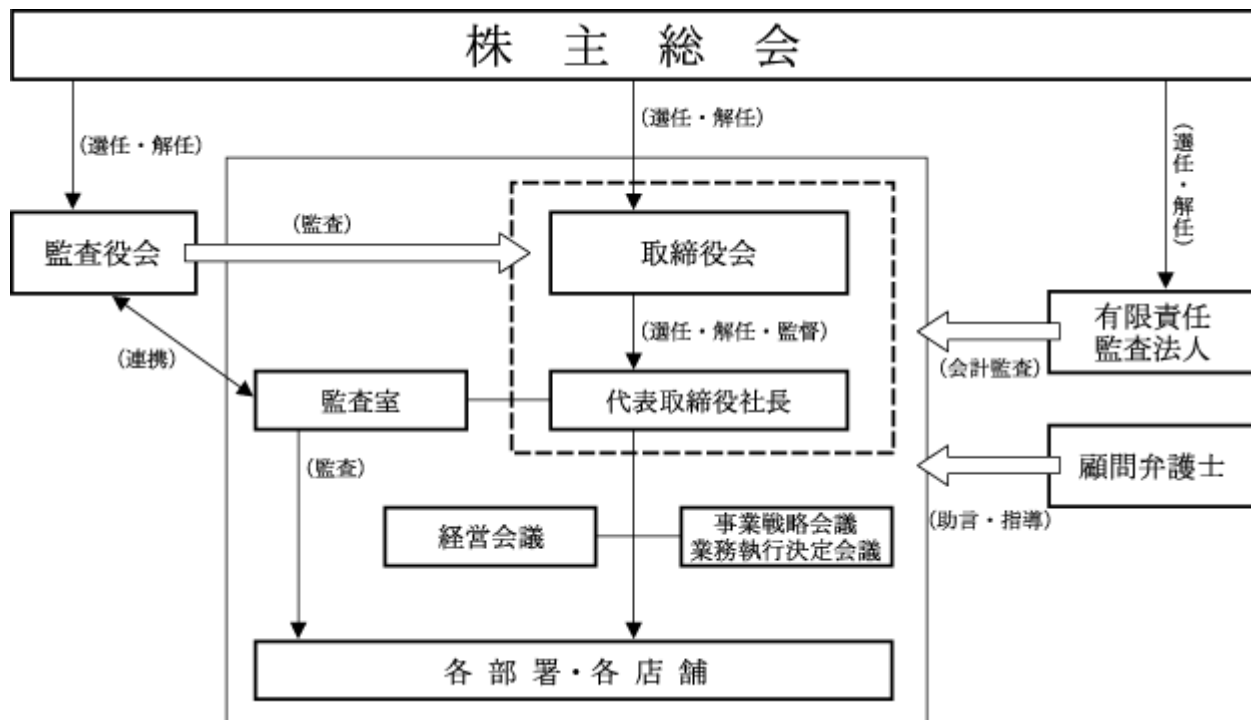 株主総会
(選任・解任)
(選任・解任)
(選任・解任)
監査役会
(監査)
取締役会
有限責任
監査法人
(選任・解任・監督)
(連携)
(会計監査)
監査室
代表取締役社長
(監査)
顧問弁護士
(助言・指導)
経営会議
事業戦略会議
業務執行決定会議
各部署・各店舗